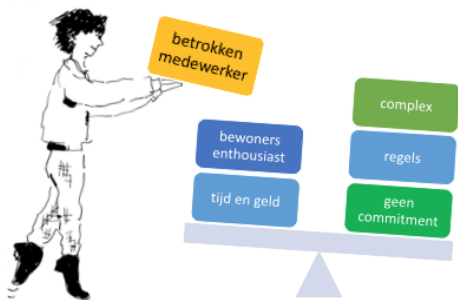 betrokken
medewerker
bewoners
enthousiast
tijd en geld
complex
regels
geen
commitment